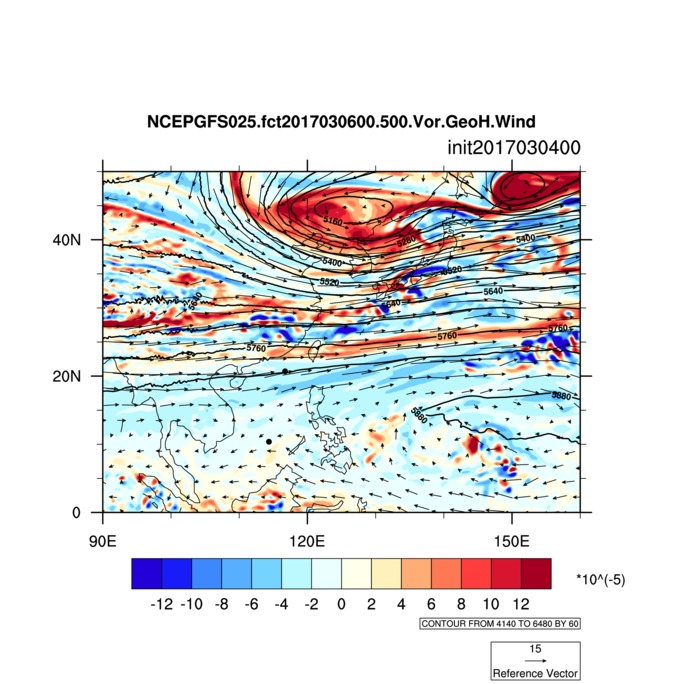 NCEPGFS025.fct2017030600.500.Vor.GeoH.Wind
init2017030400
5160
5280
5400
5400
5520
5520
5640
5640
5640
5760
5760
5760
5880
5880
40N
20N
0
90E 120E 150E
-12 -10 -8 -6 -4 -2 0 2 4 6 8 10 12
*10^(-5)
CONTOUR FROM 4140 TO 6480 BY 60
15
Reference Vector